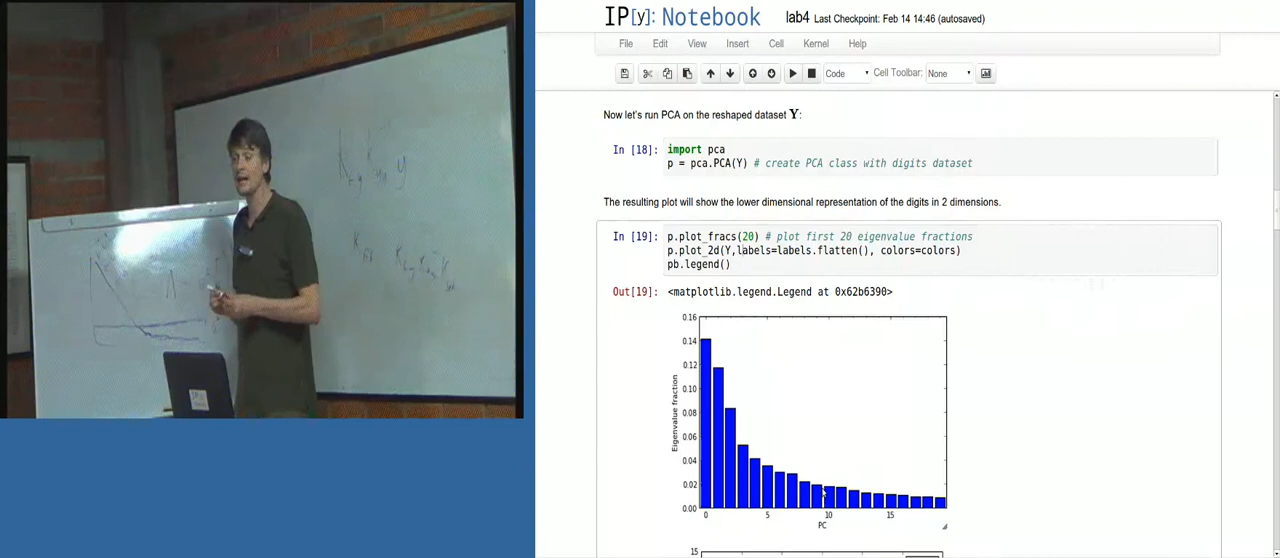 IP[y]: Notebook lab4 Last Checkpoint: Feb 14 14:46 (autosaved)
File Edit View Insert Cell Kernel Help
Code Cell Toolbar: None
Now let's run PCA on the reshaped dataset Y:
In [18]: import pca
p = pca.PCA(Y) # create PCA class with digits dataset
The resulting plot will show the lower dimensional representation of the digits in 2 dimensions.
In [19]: p.plot_fracs(20) # plot first 20 eigenvalue fractions
p.plot_2d(Y,labels=labels.flatten(), colors=colors)
pb.legend()
Out[19]: <matplotlib.legend.Legend at 0x62b6390>
0.16
0.14
0.12
0.10
0.08
0.06
0.04
0.02
0.00
Eigenvalue fraction
0 5 10 15
PC
15